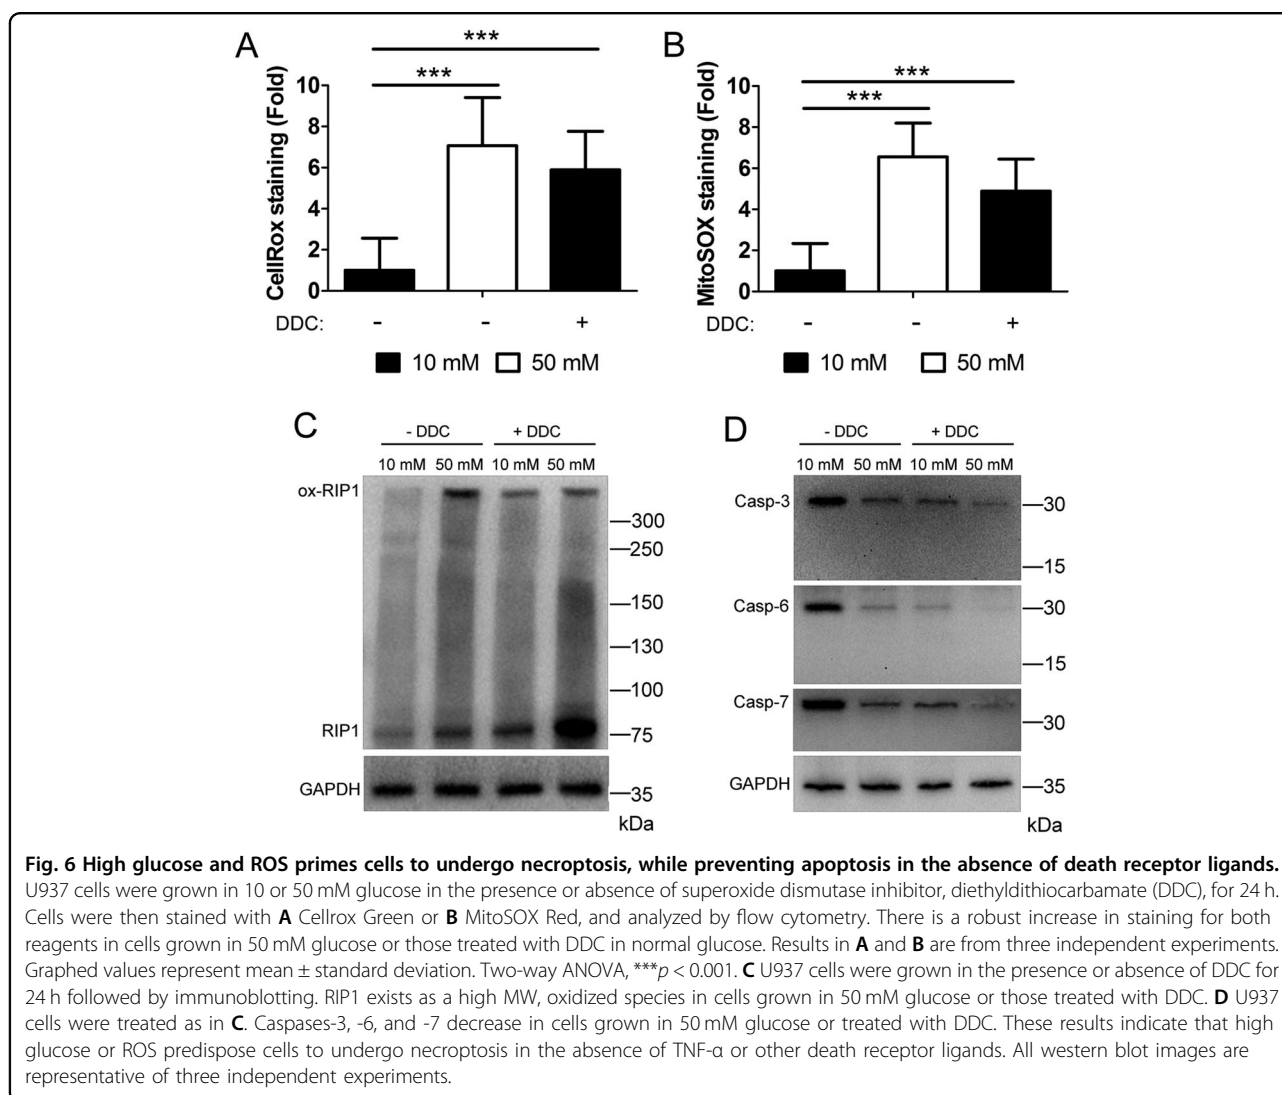 A
***
***
CellRox staining (Fold)
10
8
6
4
2
0
DDC: - - +
10 mM 50 mM
B
***
***
MitoSOX staining (Fold)
10
8
6
4
2
0
DDC: - - +
10 mM 50 mM
C
- DDC + DDC
10 mM 50 mM 10 mM 50 mM
ox-RIP1
300
250
150
130
100
RIP1
75
GAPDH
35
kDa
D
- DDC + DDC
10 mM 50 mM 10 mM 50 mM
Casp-3
30
15
Casp-6
30
15
Casp-7
30
GAPDH
35
kDa
Fig. 6 High glucose and ROS primes cells to undergo necroptosis, while preventing apoptosis in the absence of death receptor ligands.
U937 cells were grown in 10 or 50 mM glucose in the presence or absence of superoxide dismutase inhibitor, diethyldithiocarbamate (DDC), for 24 h.
Cells were then stained with A Cellrox Green or B MitoSOX Red, and analyzed by flow cytometry. There is a robust increase in staining for both
reagents in cells grown in 50 mM glucose or those treated with DDC in normal glucose. Results in A and B are from three independent experiments.
Graphed values represent mean ± standard deviation. Two-way ANOVA, ***p < 0.001. C U937 cells were grown in the presence or absence of DDC for
24 h followed by immunoblotting. RIP1 exists as a high MW, oxidized species in cells grown in 50 mM glucose or those treated with DDC. D U937
cells were treated as in C. Caspases-3, -6, and -7 decrease in cells grown in 50 mM glucose or treated with DDC. These results indicate that high
glucose or ROS predispose cells to undergo necroptosis in the absence of TNF-α or other death receptor ligands. All western blot images are
representative of three independent experiments.